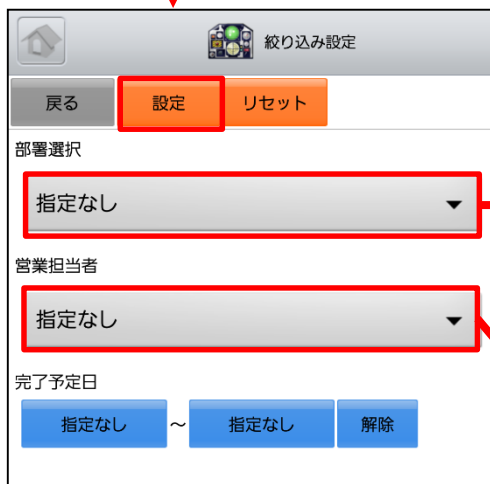 絞り込み設定
戻る 設定 リセット
部署選択
指定なし
営業担当者
指定なし
完了予定日
指定なし ～ 指定なし 解除